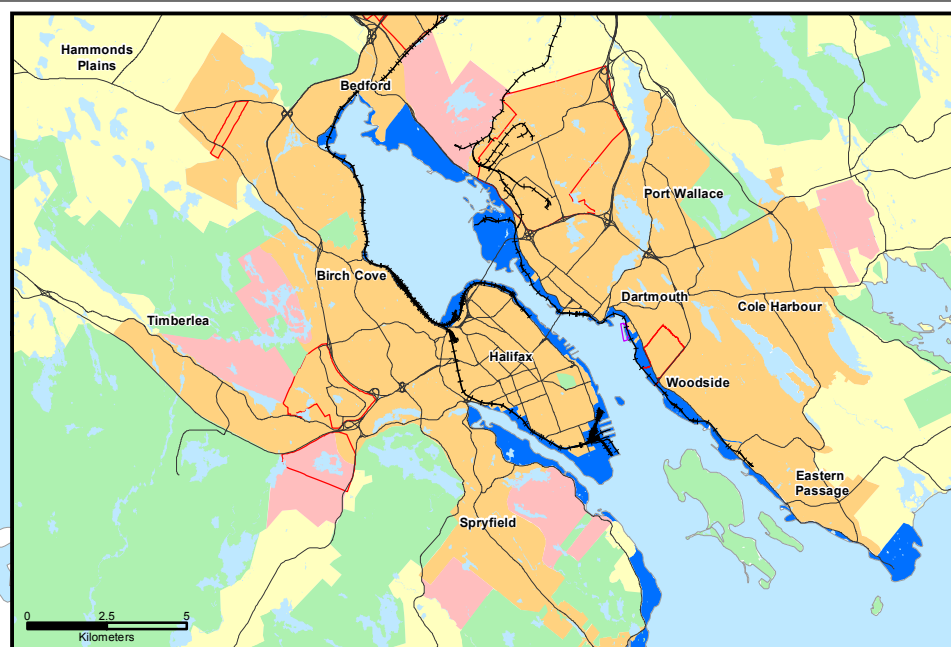 Hammonds
Plains
Bedford
Port Wallace
Birch Cove
Dartmouth
Cole Harbour
Timberlea
Halifax
Woodside
Eastern
Passage
Spryfield
0 2.5 5
Kilometers